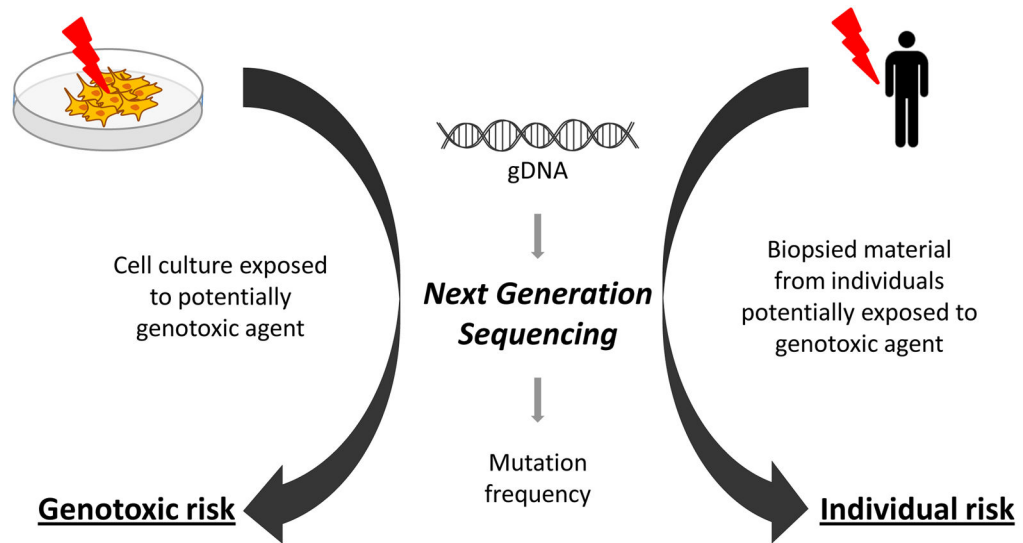 gDNA
Cell culture exposed
to potentially
genotoxic agent
Next Generation
Sequencing
Biopsied material
from individuals
potentially exposed to
genotoxic agent
Mutation
frequency
Genotoxic risk
Individual risk